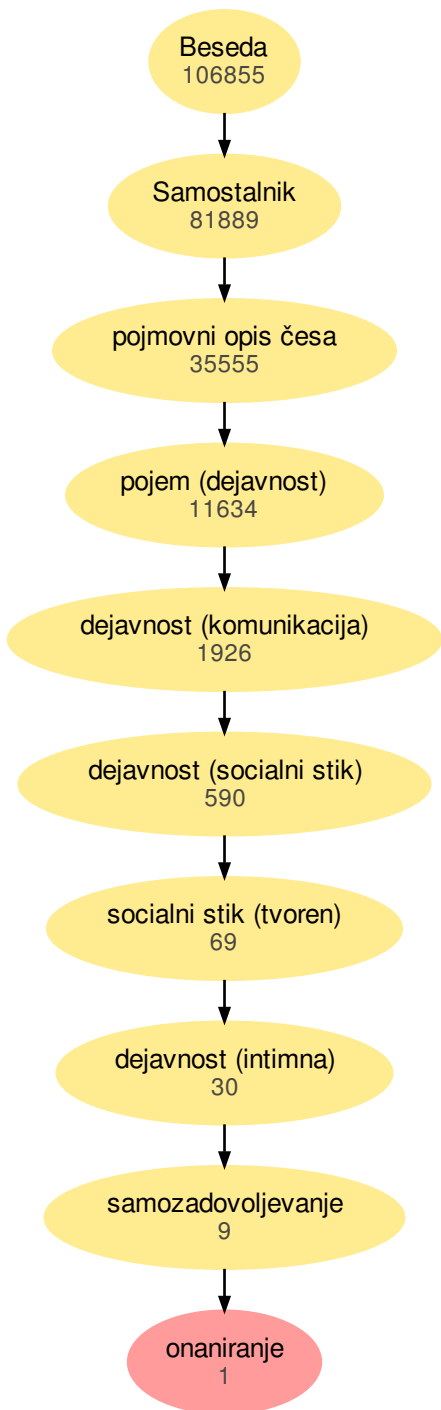 Beseda
106855
Samostalnik
81889
pojmovni opis česa
35555
pojem (dejavnost)
11634
dejavnost (komunikacija)
1926
dejavnost (socialni stik)
590
socialni stik (tvoren)
69
dejavnost (intimna)
30
samozadovoljevanje
9
onaniranje
1